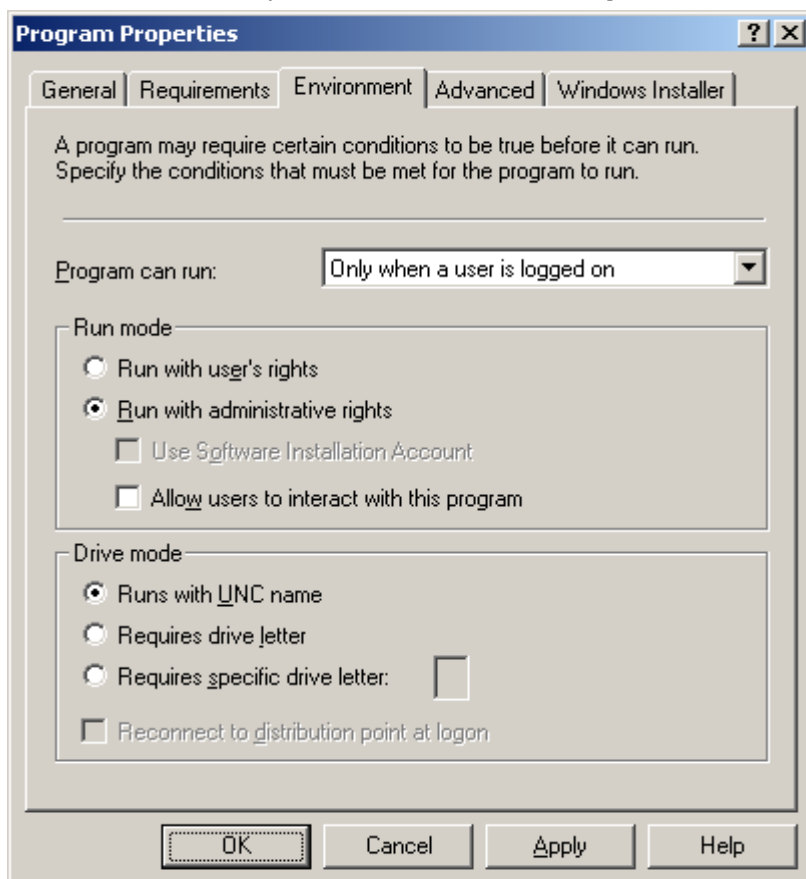 Program Properties
General Requirements Environment Advanced Windows Installer
A program may require certain conditions to be true before it can run.
Specify the conditions that must be met for the program to run.
Program can run: Only when a user is logged on
Run mode
Run with user's rights
Run with administrative rights
Use Software Installation Account
Allow users to interact with this program
Drive mode
Runs with UNC name
Requires drive letter
Requires specific drive letter:
Reconnect to distribution point at logon
OK Cancel Apply Help